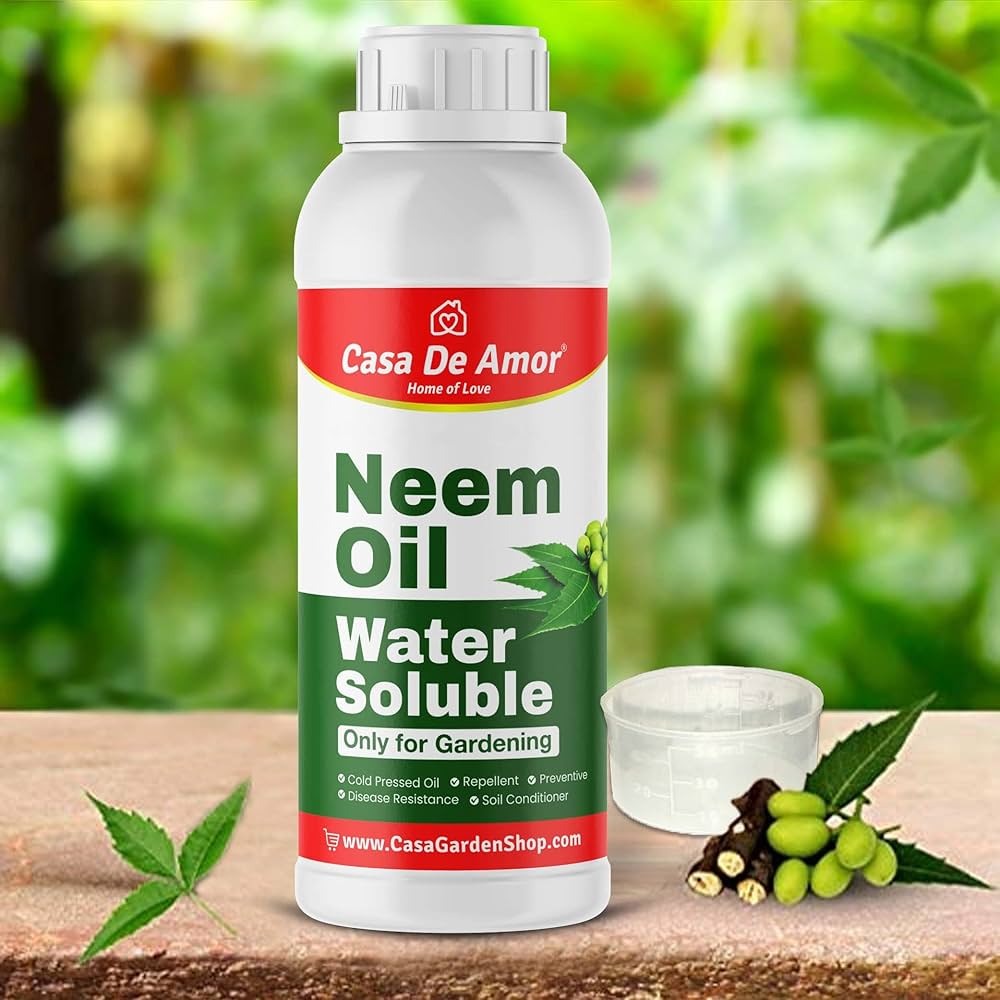 Casa De Amor®
Home of Love
Neem
Oil
Water
Soluble
Only for Gardening
Cold Pressed Oil Repellent Preventive
Disease Resistance Soil Conditioner
www.CasaGardenShop.com